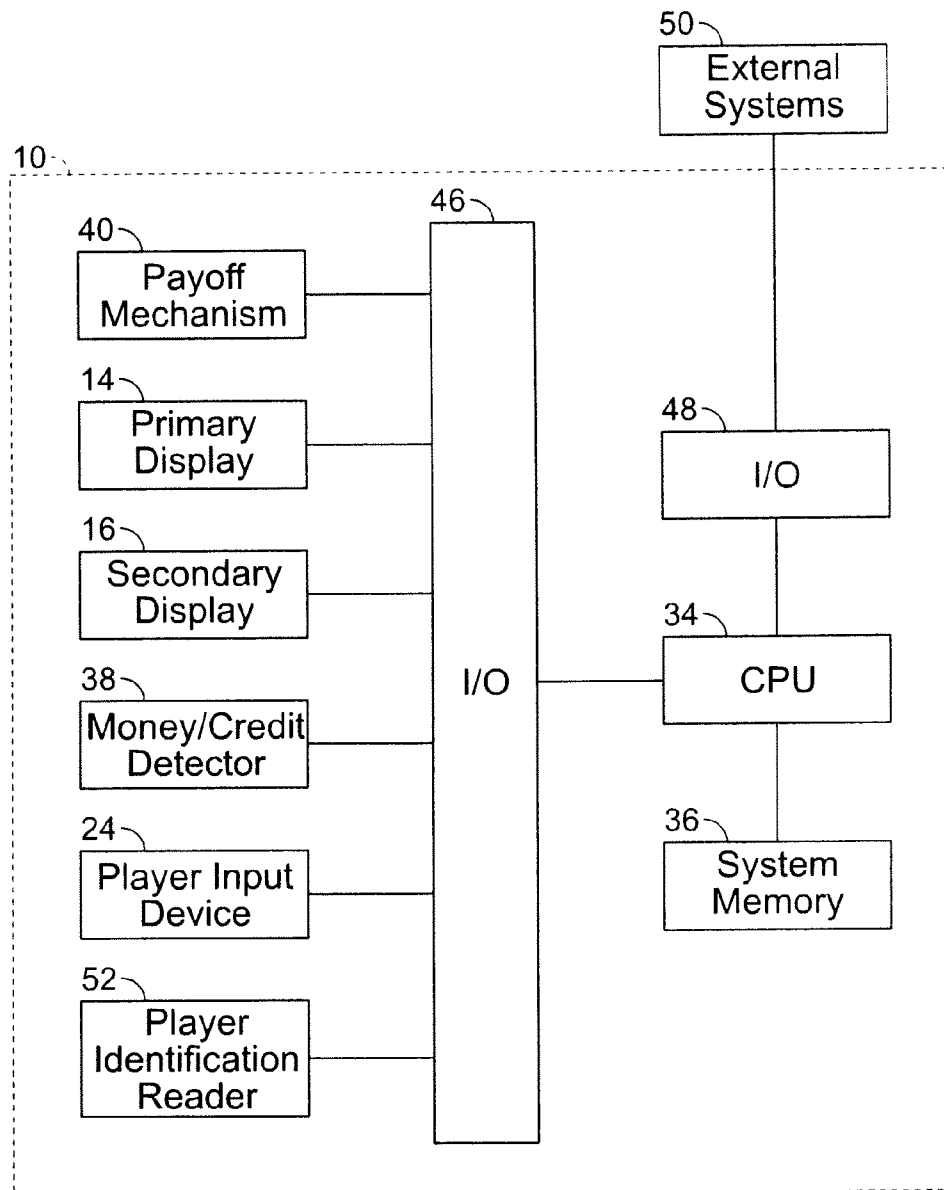 50
External
Systems
10
46
40
Payoff
Mechanism
14
Primary
Display
48
I/O
16
Secondary
Display
34
CPU
I/O
38
Money/Credit
Detector
24
Player Input
Device
36
System
Memory
52
Player
Identification
Reader